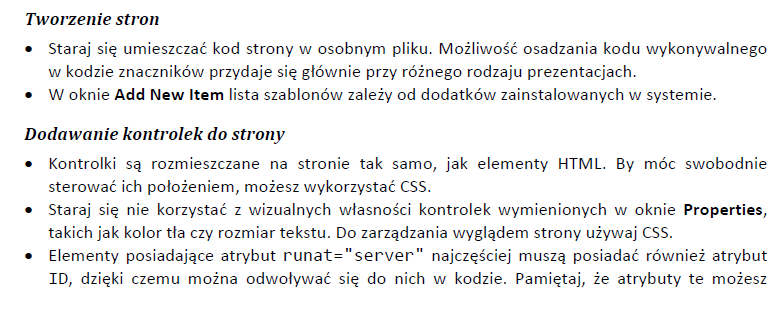 Tworzenie stron
• Staraj się umieszczać kod strony w osobnym pliku. Możliwość osadzania kodu wykonywalnego
w kodzie znaczników przydaje się głównie przy różnego rodzaju prezentacjach.
• W oknie Add New Item lista szablonów zależy od dodatków zainstalowanych w systemie.
Dodawanie kontrolek do strony
• Kontrolki są rozmieszczane na stronie tak samo, jak elementy HTML. By móc swobodnie
sterować ich położeniem, możesz wykorzystać CSS.
• Staraj się nie korzystać z wizualnych własności kontrolek wymienionych w oknie Properties,
takich jak kolor tła czy rozmiar tekstu. Do zarządzania wyglądem strony używaj CSS.
• Elementy posiadające atrybut runat="server" najczęściej muszą posiadać również atrybut
ID, dzięki czemu można odwoływać się do nich w kodzie. Pamiętaj, że atrybuty te możesz